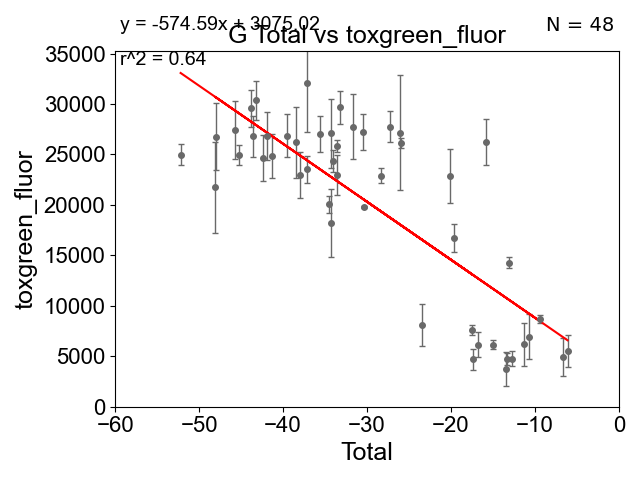 y = -574.59x + 3075.02
G Total vs toxgreen_fluor
N = 48
r^2 = 0.64
35000
30000
25000
20000
15000
10000
5000
0
toxgreen_fluor
−60
−50
−40
−30
−20
−10
0
Total